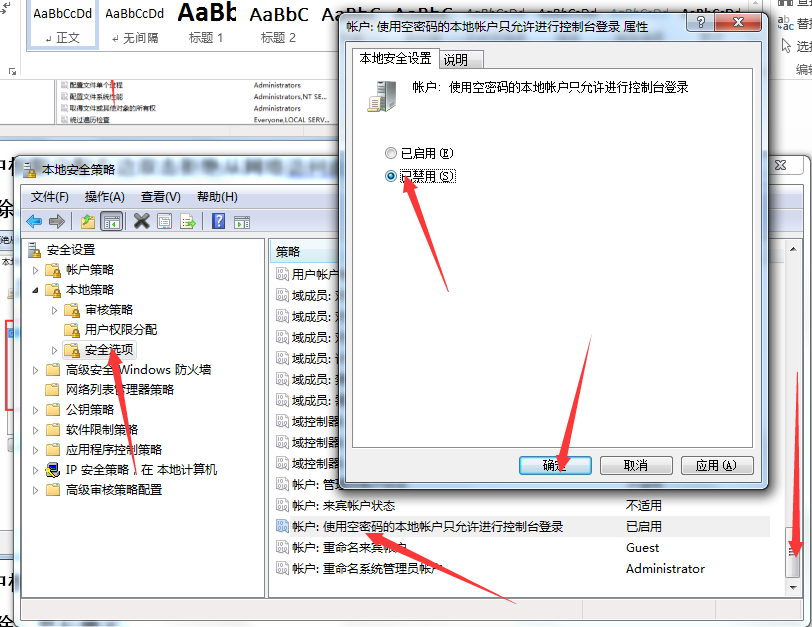 AaBbCcDd AaBbCcDd AaBb AaBbC
正文 无间隔 标题 1 标题 2
替换
选择
编辑
配置文件单个进程 Administrators
配置文件系统性能 Administrators,NT SE...
取得文件或其他对象的所有权 Administrators
绕过遍历检查 Everyone,LOCAL SERV...
帐户: 使用空密码的本地帐户只允许进行控制台登录 属性
本地安全设置 说明
帐户: 使用空密码的本地帐户只允许进行控制台登录
已启用(E)
已禁用(S)
确定 取消 应用(A)
本地安全策略
文件(F) 操作(A) 查看(V) 帮助(H)
安全设置
帐户策略
本地策略
审核策略
用户权限分配
安全选项
高级安全 Windows 防火墙
网络列表管理器策略
公钥策略
软件限制策略
应用程序控制策略
IP 安全策略，在 本地计算机
高级审核策略配置
策略
用户帐户
域成员:
域成员:
域成员:
域成员:
域成员:
域成员:
域控制器
域控制器
域控制器
帐户: 管
帐户: 来宾帐户状态 不适用
帐户: 使用空密码的本地帐户只允许进行控制台登录 已启用
帐户: 重命名来宾帐户 Guest
帐户: 重命名系统管理员帐户 Administrator